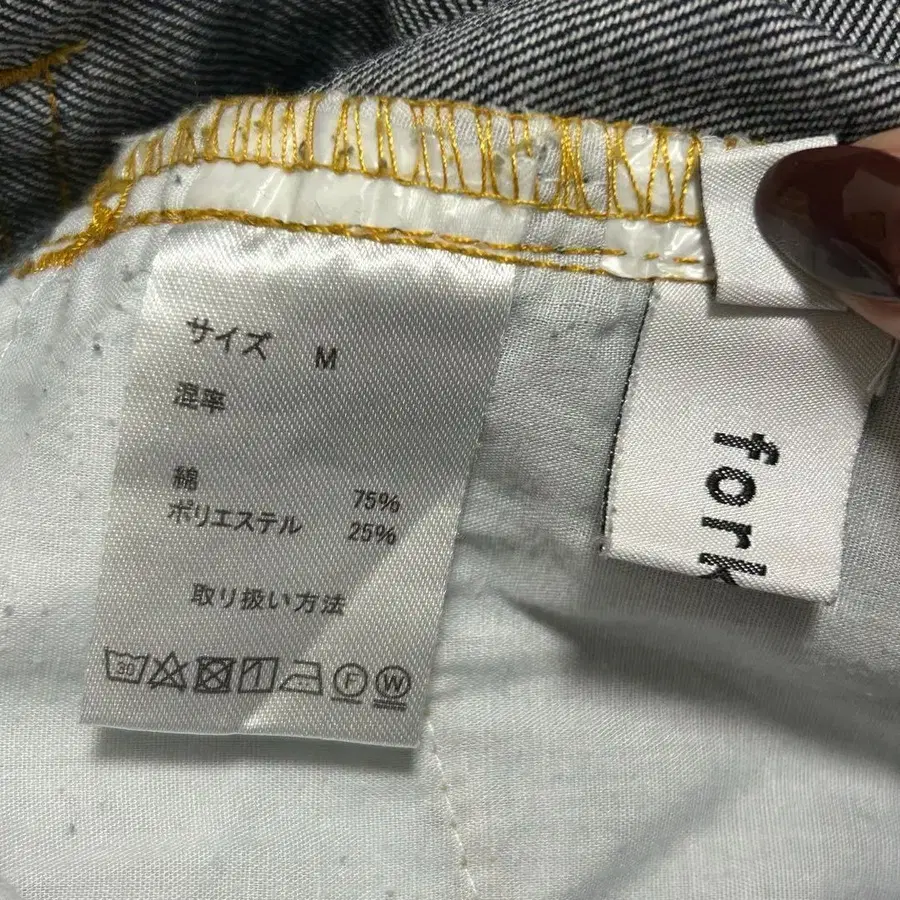 サイズ M
混率
綿 75%
ポリエステル 25%
取り扱い方法
30 F W
fork